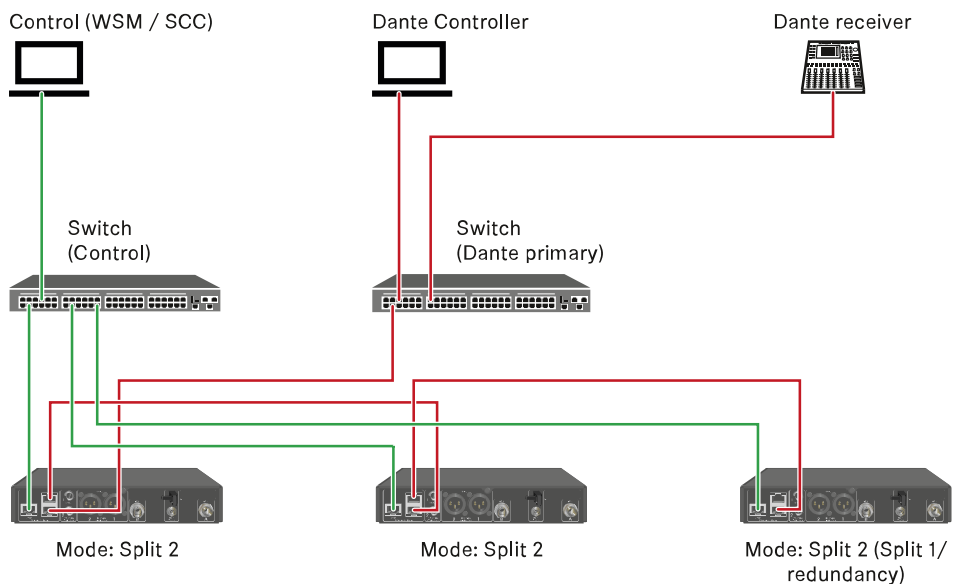 Control (WSM / SCC)
Dante Controller
Dante receiver
Switch
(Control)
Switch
(Dante primary)
Mode: Split 2
Mode: Split 2
Mode: Split 2 (Split 1/
redundancy)